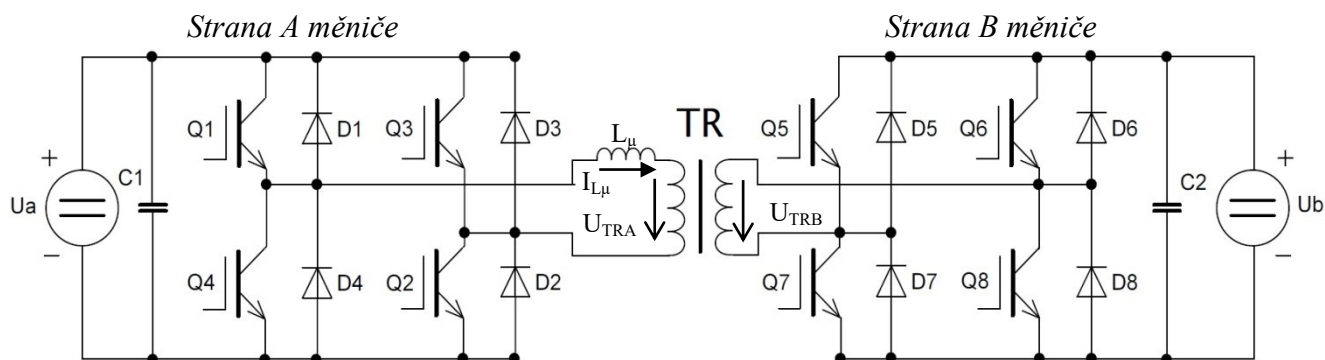 Strana A měniče
Strana B měniče
Q1
D1
Q3
D3
Lμ
TR
Q5
D5
Q6
D6
+
Ua
−
C1
ILμ
UTRA
UTRB
C2
+
Ub
−
Q4
D4
Q2
D2
Q7
D7
Q8
D8